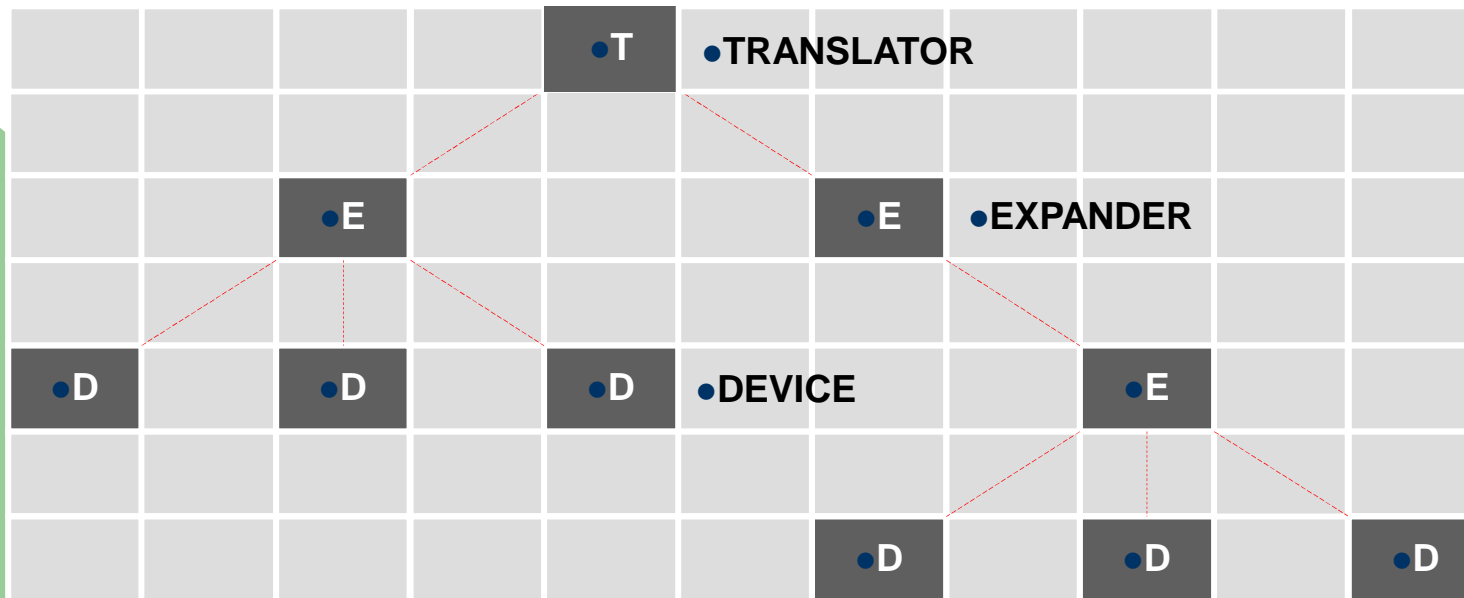 •T •TRANSLATOR
•E •E •EXPANDER
•D •D •D •DEVICE •E
•D •D •D